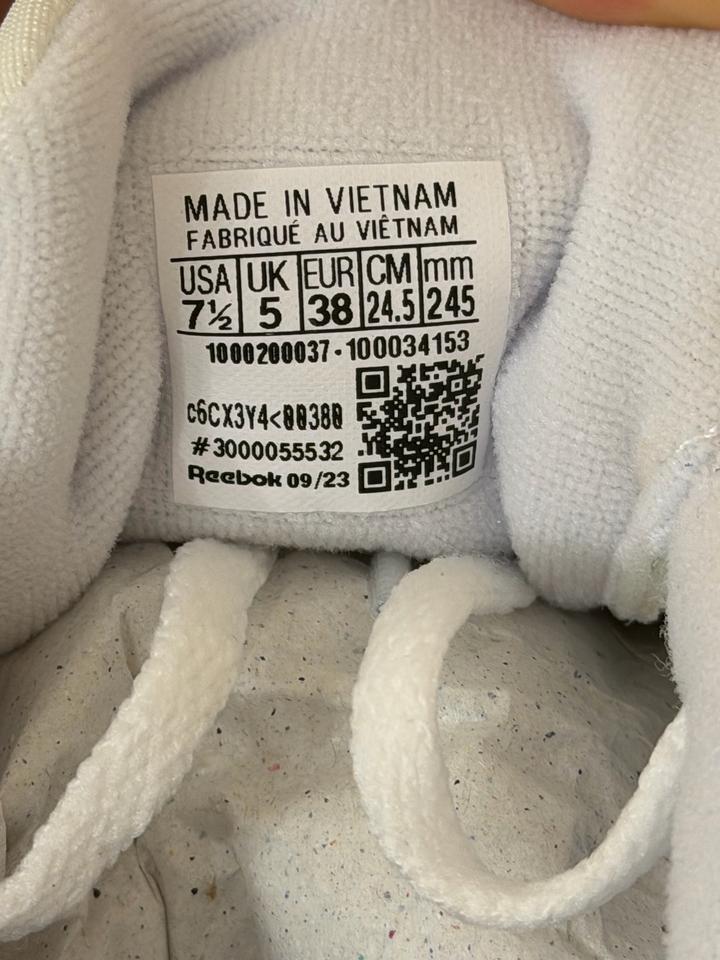 MADE IN VIETNAM
FABRIQUÉ AU VIÊTNAM
USA UK EUR CM mm
7½ 5 38 24.5 245
1000200037-100034153
c6CX3Y4<00380
#3000055532
Reebok 09/23